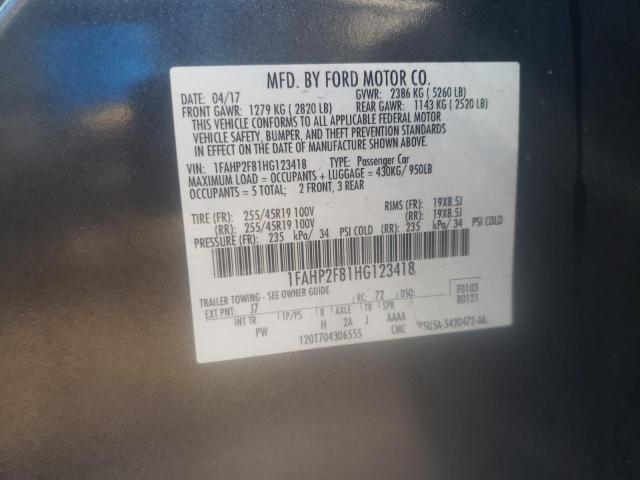 MFD. BY FORD MOTOR CO.
DATE: 04/17 GVWR: 2386 KG ( 5260 LB)
FRONT GAWR: 1279 KG ( 2820 LB) REAR GAWR: 1143 KG ( 2520 LB)
THIS VEHICLE CONFORMS TO ALL APPLICABLE FEDERAL MOTOR
VEHICLE SAFETY, BUMPER, AND THEFT PREVENTION STANDARDS
IN EFFECT ON THE DATE OF MANUFACTURE SHOWN ABOVE.
VIN: 1FAHP2F81HG123418 TYPE: Passenger Car
MAXIMUM LOAD = OCCUPANTS + LUGGAGE = 430KG/950LB
OCCUPANTS = 5 TOTAL; 2 FRONT, 3 REAR
TIRE (FR): 255/45R19 100V RIMS (FR): 19X8.5J
(RR): 255/45R19 100V (RR): 19X8.5J
PRESSURE (FR): 235 kPa/ 34 PSI COLD (RR): 235 kPa/ 34 PSI COLD
1FAHP2F81HG123418
TRAILER TOWING - SEE OWNER GUIDE
EXT PNT: J7 RC: 72 DSO: F0103
INT TR TP/PS R AXLE TR SPR R0121
PW H 2A J AAAA
120T704306555 CMC 5U5A-5420472-AA